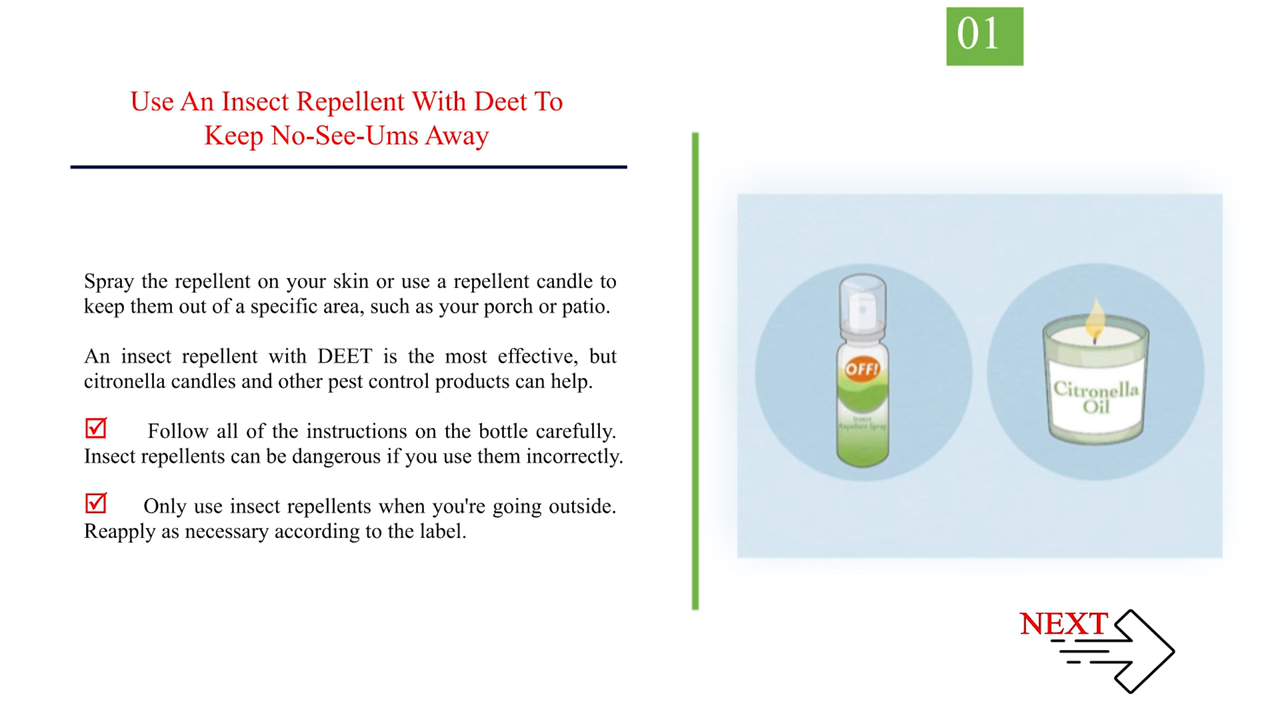 01
Use An Insect Repellent With Deet To
Keep No-See-Ums Away
Spray the repellent on your skin or use a repellent candle to
keep them out of a specific area, such as your porch or patio.
An insect repellent with DEET is the most effective, but
citronella candles and other pest control products can help.
Follow all of the instructions on the bottle carefully.
Insect repellents can be dangerous if you use them incorrectly.
Only use insect repellents when you're going outside.
Reapply as necessary according to the label.
OFF!
Insect
Repellent Spray
Citronella
Oil
NEXT